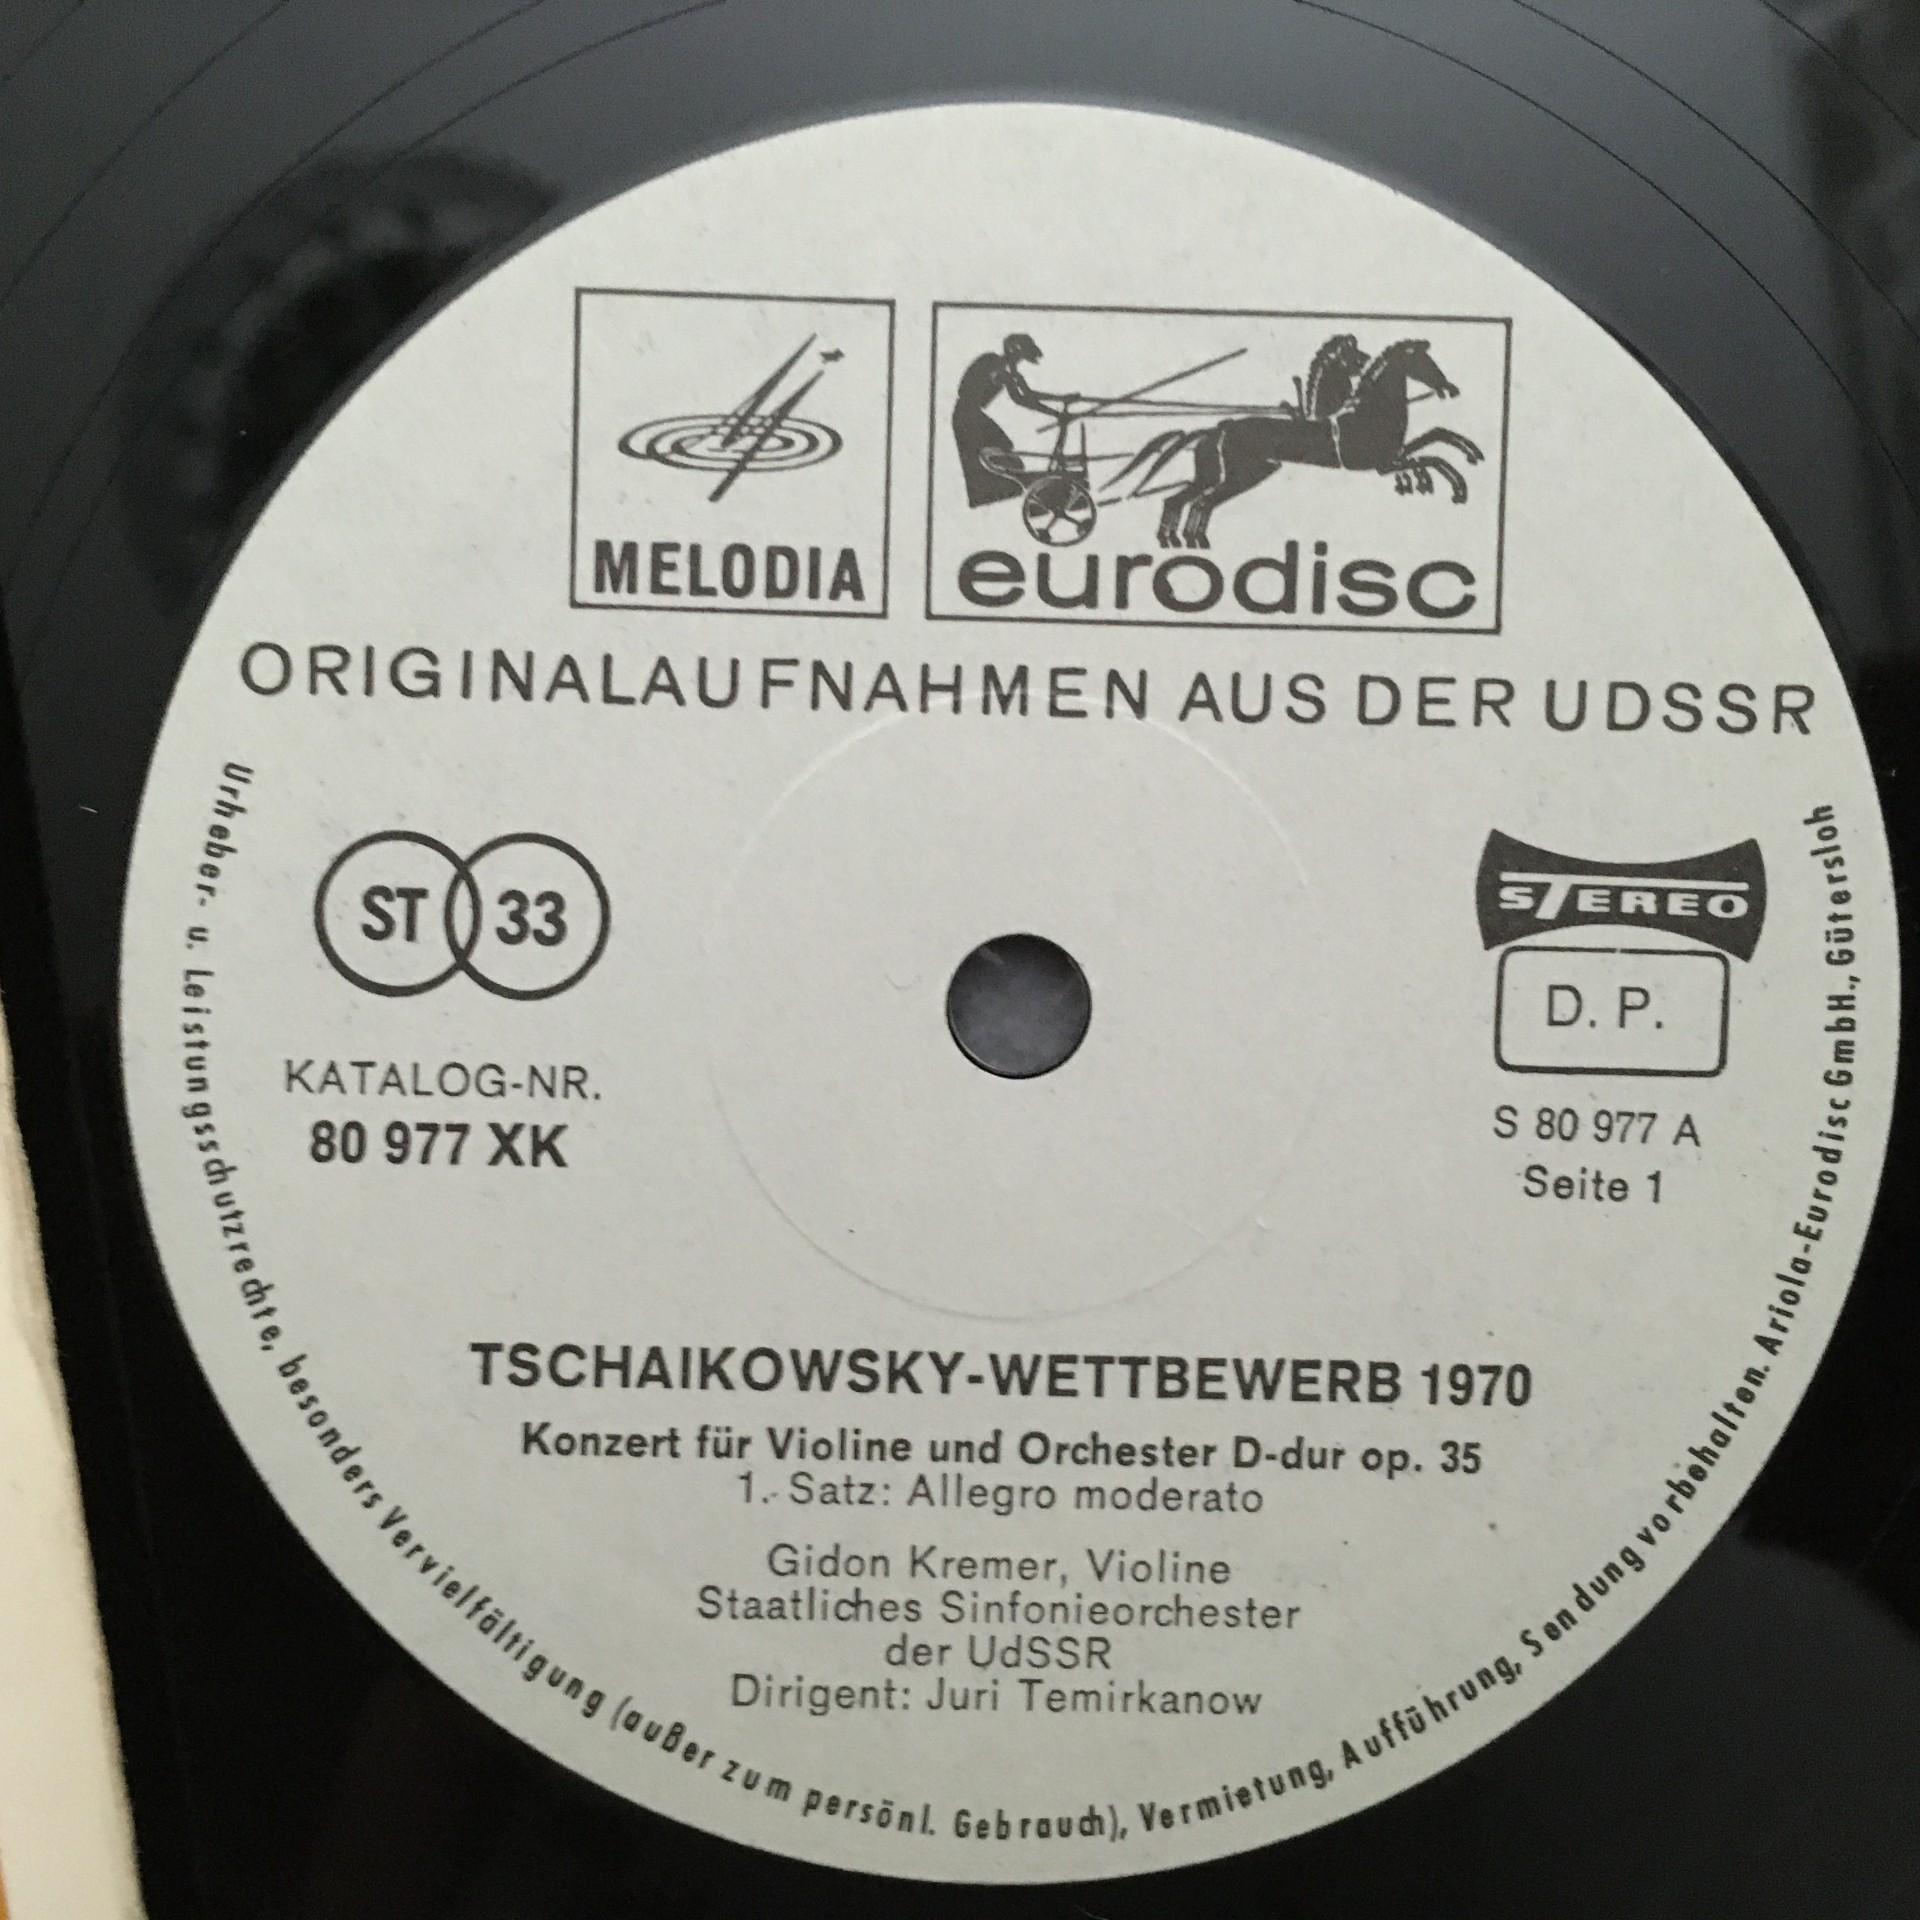 MELODIA
eurodisc
ORIGINALAUFNAHMEN AUS DER UDSSR
ST 33
KATALOG-NR.
80 977 XK
STEREO
D. P.
S 80 977 A
Seite 1
TSCHAIKOWSKY-WETTBEWERB 1970
Konzert für Violine und Orchester D-dur op. 35
1. Satz: Allegro moderato
Gidon Kremer, Violine
Staatliches Sinfonieorchester
der UdSSR
Dirigent: Juri Temirkanow
Urheber- u. Leistungsschutzrechte, besonders Vervielfältigung (außer zum persönl. Gebrauch), Vermietung, Aufführung, Sendung vorbehalten. Ariola-Eurodisc GmbH., Gütersloh